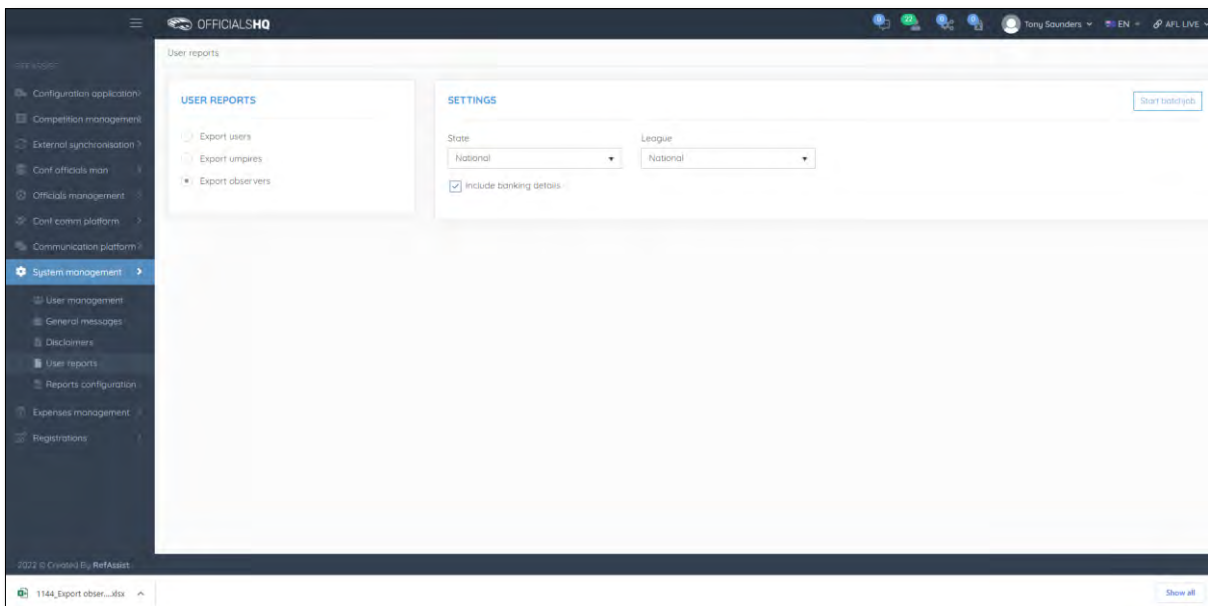 OFFICIALSHQ
22
Tony Saunders
EN
AFL LIVE
User reports
REFASSIST
Configuration application
Competition management
External synchronisation
Conf officials man
Officials management
Conf comm platform
Communication platform
System management
User management
General messages
Disclaimers
User reports
Reports configuration
Expenses management
Registrations
USER REPORTS
Export users
Export umpires
Export observers
SETTINGS
Start batchjob
State
League
National
National
Include banking details
2022 © Created By RefAssist
1144_Export obser....xlsx
Show all